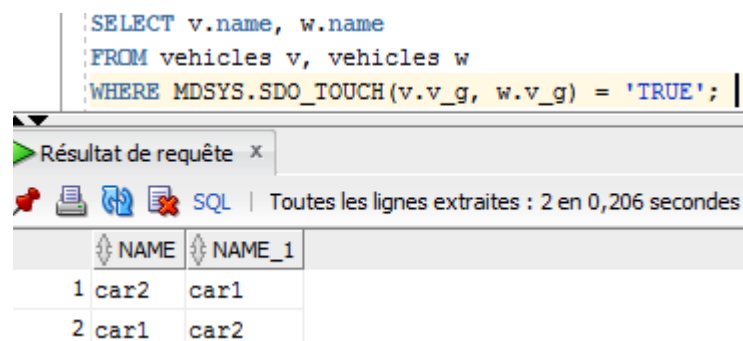 SELECT v.name, w.name
FROM vehicles v, vehicles w
WHERE MDSYS.SDO_TOUCH(v.v_g, w.v_g) = 'TRUE';
Résultat de requête x
SQL | Toutes les lignes extraites : 2 en 0,206 secondes
NAME NAME_1
1 car2 car1
2 car1 car2